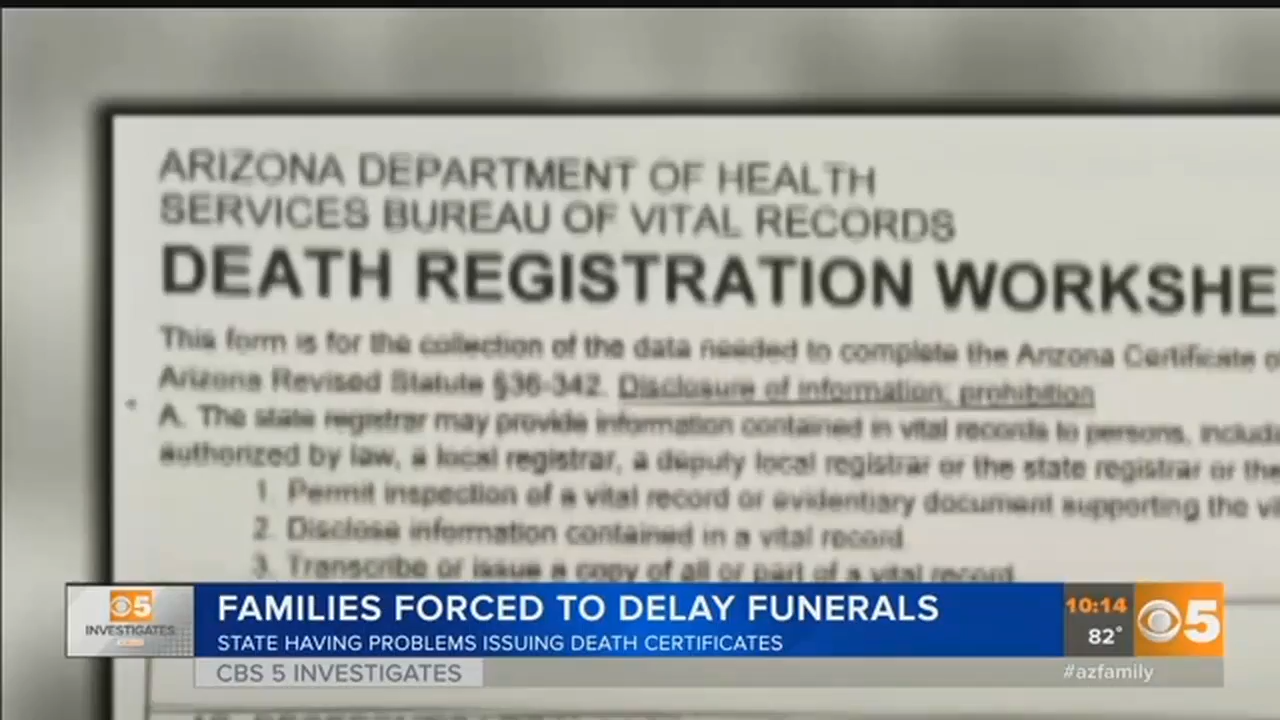 ARIZONA DEPARTMENT OF HEALTH
SERVICES BUREAU OF VITAL RECORDS
DEATH REGISTRATION WORKSHE
This form is for the collection of the data needed to complete the Arizona Certificate o
Arizona Revised Statute §36-342. Disclosure of information; prohibition
A. The state registrar may provide information contained in vital records to persons, includi
authorized by law, a local registrar, a deputy local registrar or the state registrar or the
1. Permit inspection of a vital record or evidentiary document supporting the vi
2. Disclose information contained in a vital record.
3. Transcribe or issue a copy of all or part of a vital record.
5
INVESTIGATES
FAMILIES FORCED TO DELAY FUNERALS
STATE HAVING PROBLEMS ISSUING DEATH CERTIFICATES
CBS 5 INVESTIGATES
10:14
82°
5
#azfamily